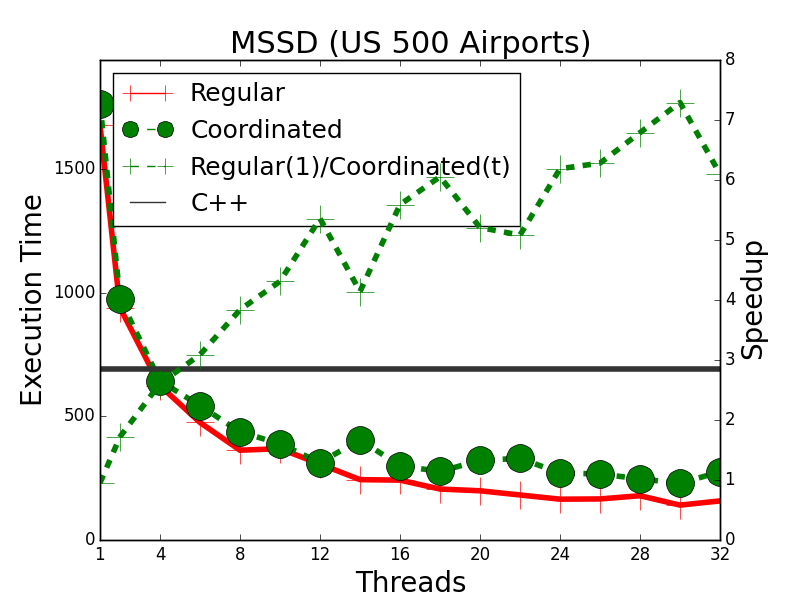 MSSD (US 500 Airports)
Regular
Coordinated
Regular(1)/Coordinated(t)
C++
Execution Time
1500
1000
500
0
Speedup
8
7
6
5
4
3
2
1
0
1 4 8 12 16 20 24 28 32
Threads